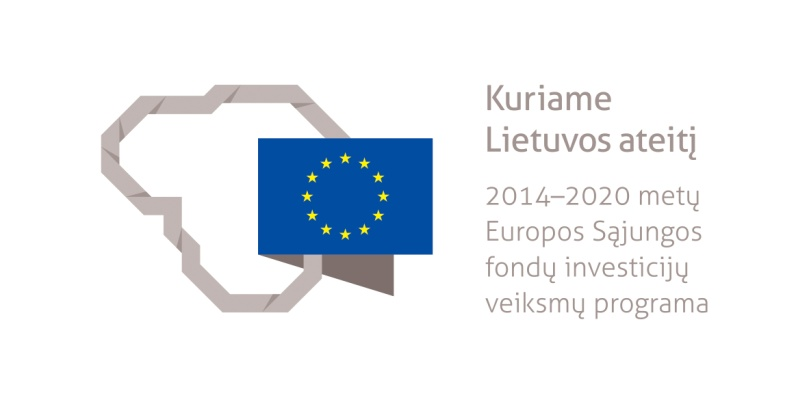 Kuriame
Lietuvos ateitį
2014–2020 metų
Europos Sąjungos
fondų investicijų
veiksmų programa